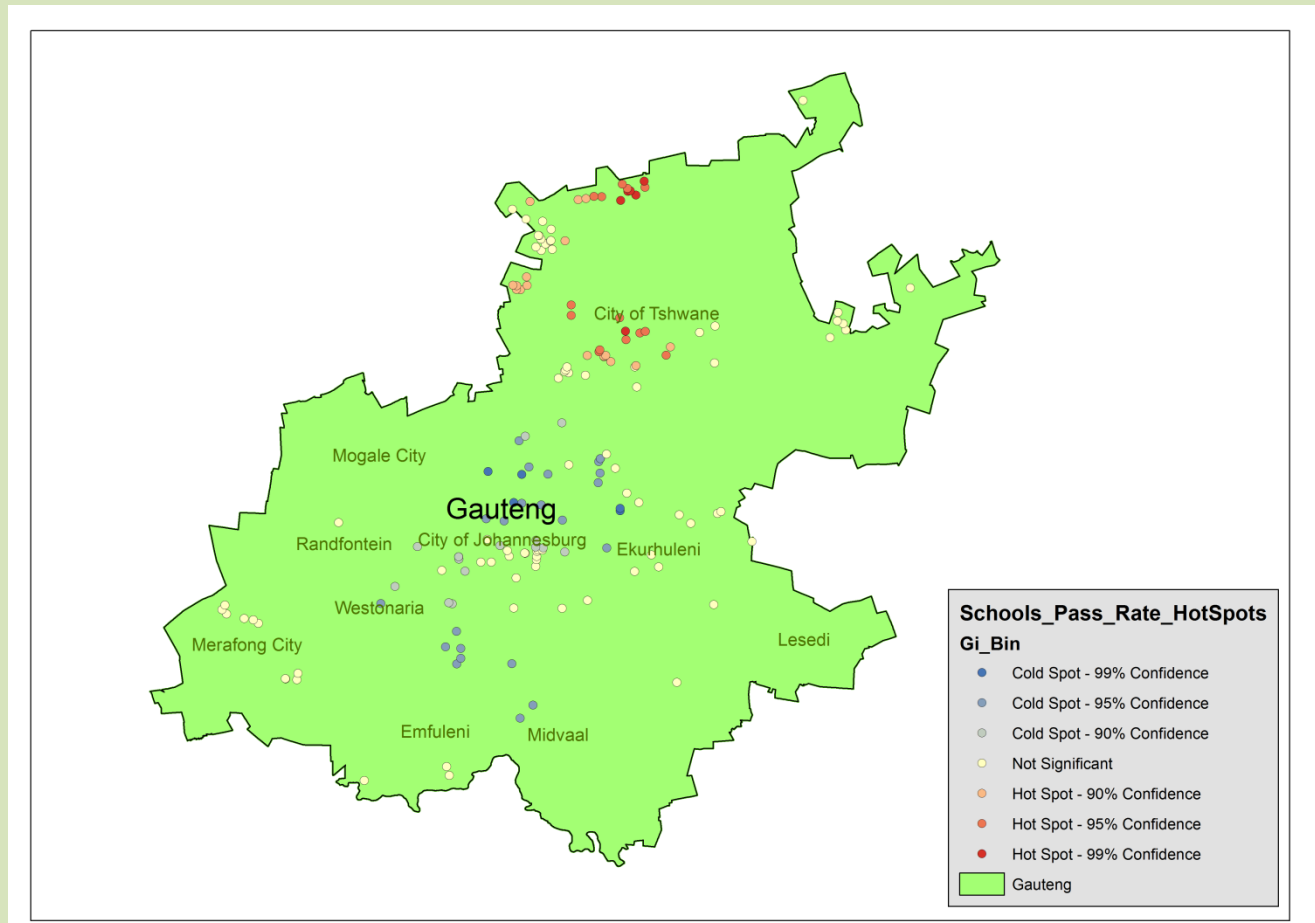 City of Tshwane
Mogale City
Gauteng
Randfontein
City of Johannesburg
Ekurhuleni
Westonaria
Merafong City
Lesedi
Emfuleni
Midvaal
Schools_Pass_Rate_HotSpots
Gi_Bin
Cold Spot - 99% Confidence
Cold Spot - 95% Confidence
Cold Spot - 90% Confidence
Not Significant
Hot Spot - 90% Confidence
Hot Spot - 95% Confidence
Hot Spot - 99% Confidence
Gauteng